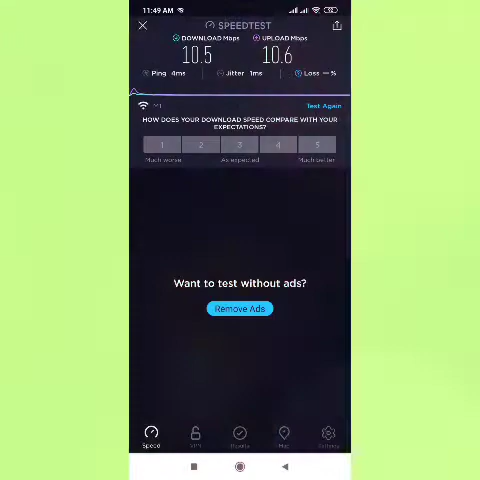 11:49 AM
SPEEDTEST
DOWNLOAD Mbps UPLOAD Mbps
10.5 10.6
Ping 4ms Jitter 1ms Loss — %
Test Again
HOW DOES YOUR DOWNLOAD SPEED COMPARE WITH YOUR
EXPECTATIONS?
1 2 3 4 5
Much worse As expected Much better
Want to test without ads?
Remove Ads
Speed VPN Results Map Settings